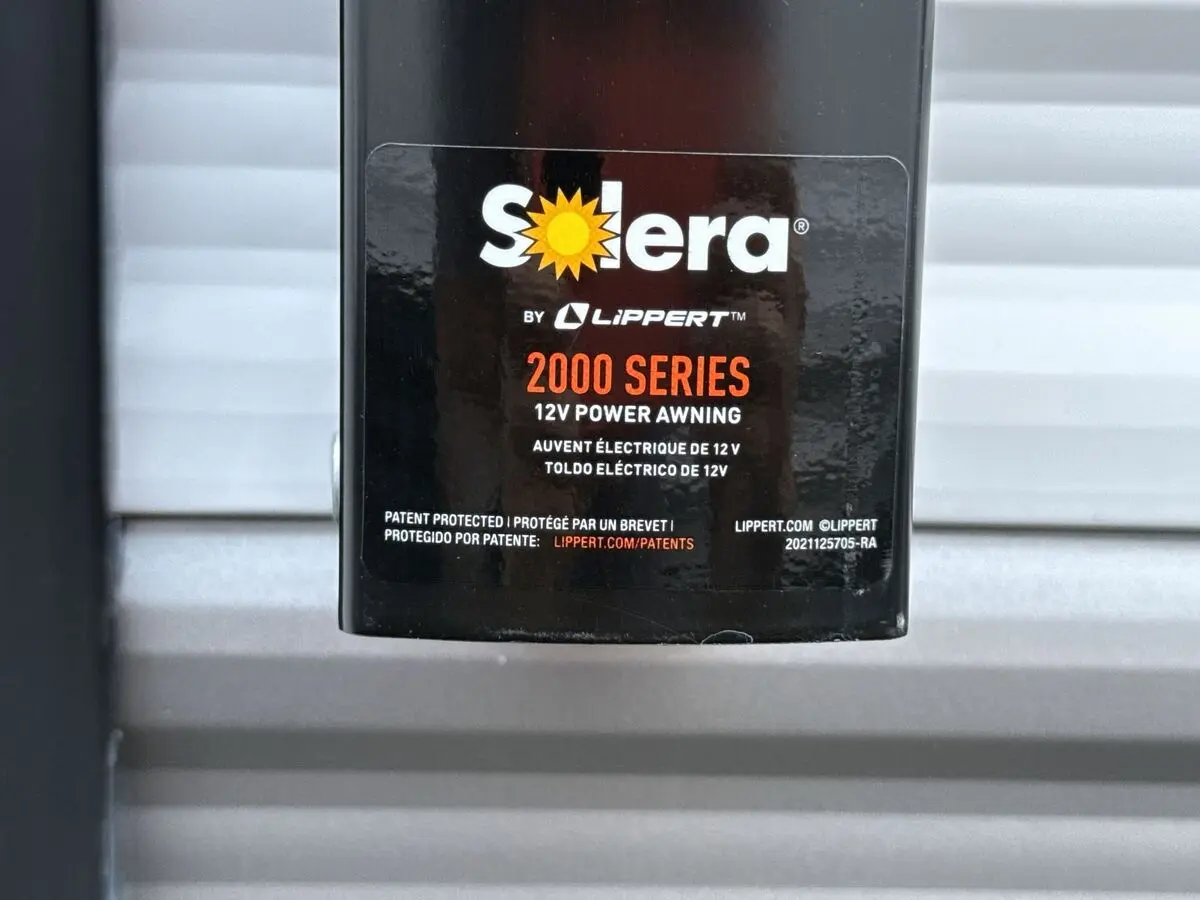 Solera®
BY LiPPERT™
2000 SERIES
12V POWER AWNING
AUVENT ÉLECTRIQUE DE 12 V
TOLDO ELÉCTRICO DE 12V
PATENT PROTECTED | PROTÉGÉ PAR UN BREVET |
PROTEGIDO POR PATENTE: LIPPERT.COM/PATENTS
LIPPERT.COM ©LIPPERT
2021125705-RA